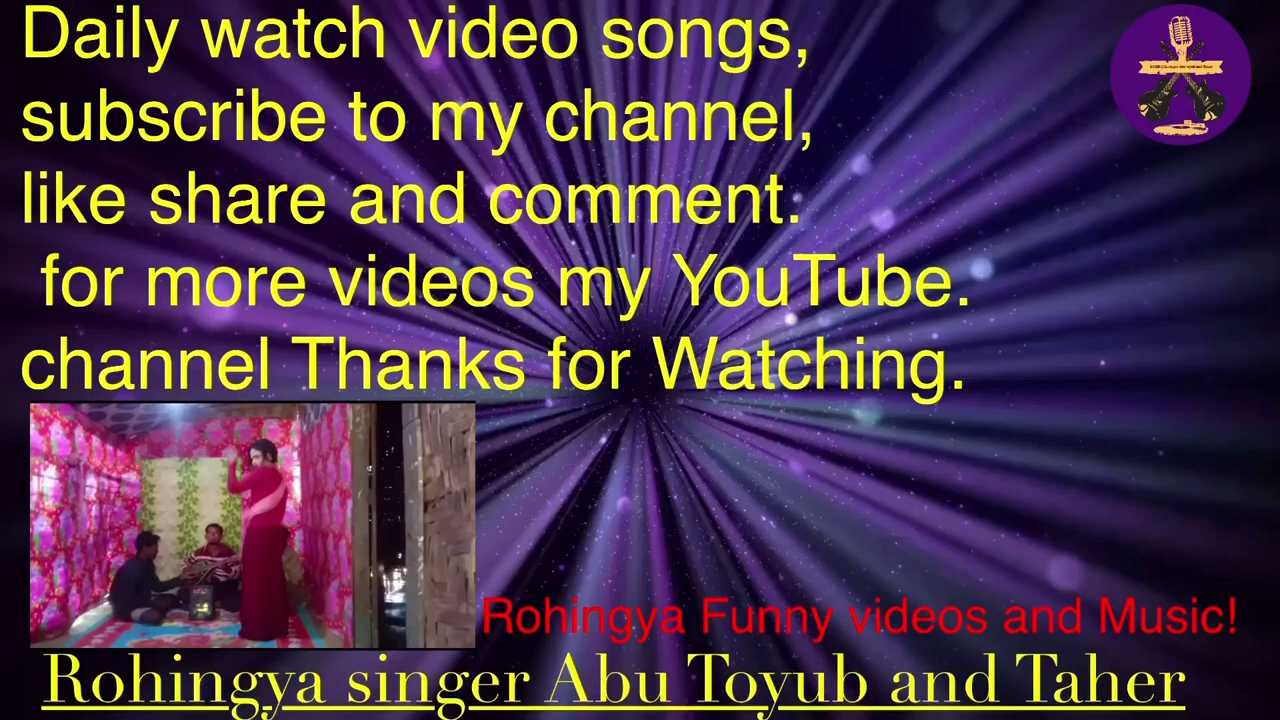 Daily watch video songs,
subscribe to my channel,
like share and comment.
for more videos my YouTube.
channel Thanks for Watching.
Rohingya Funny videos and Music!
Rohingya singer Abu Toyub and Taher